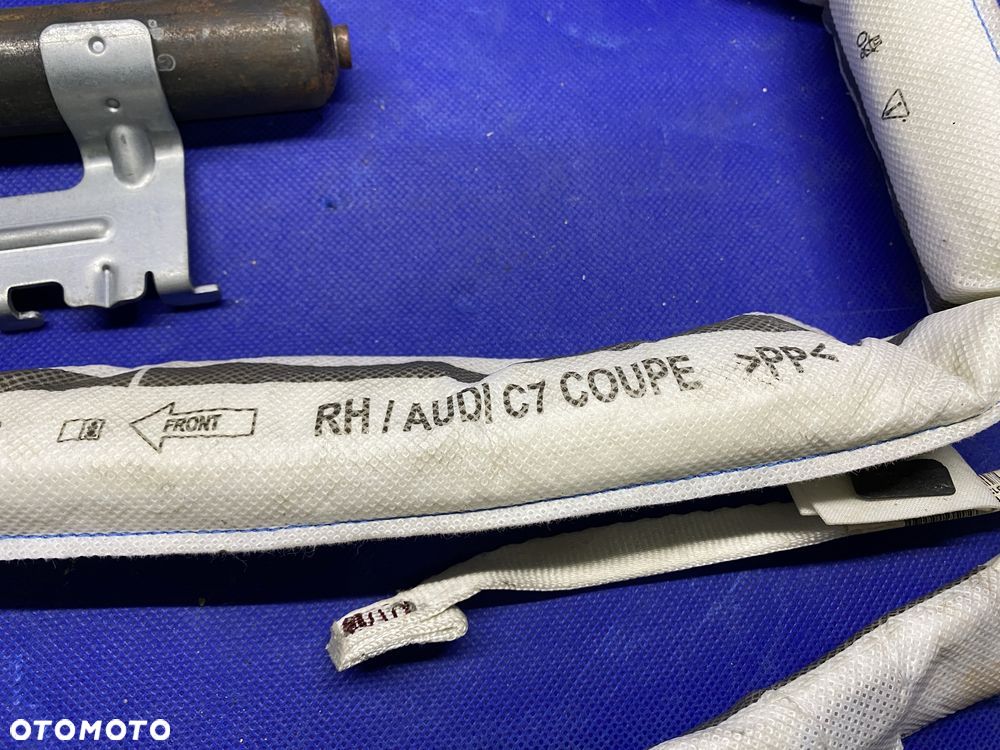 FRONT
RH / AUDI C7 COUPE >PP<
OTOMOTO